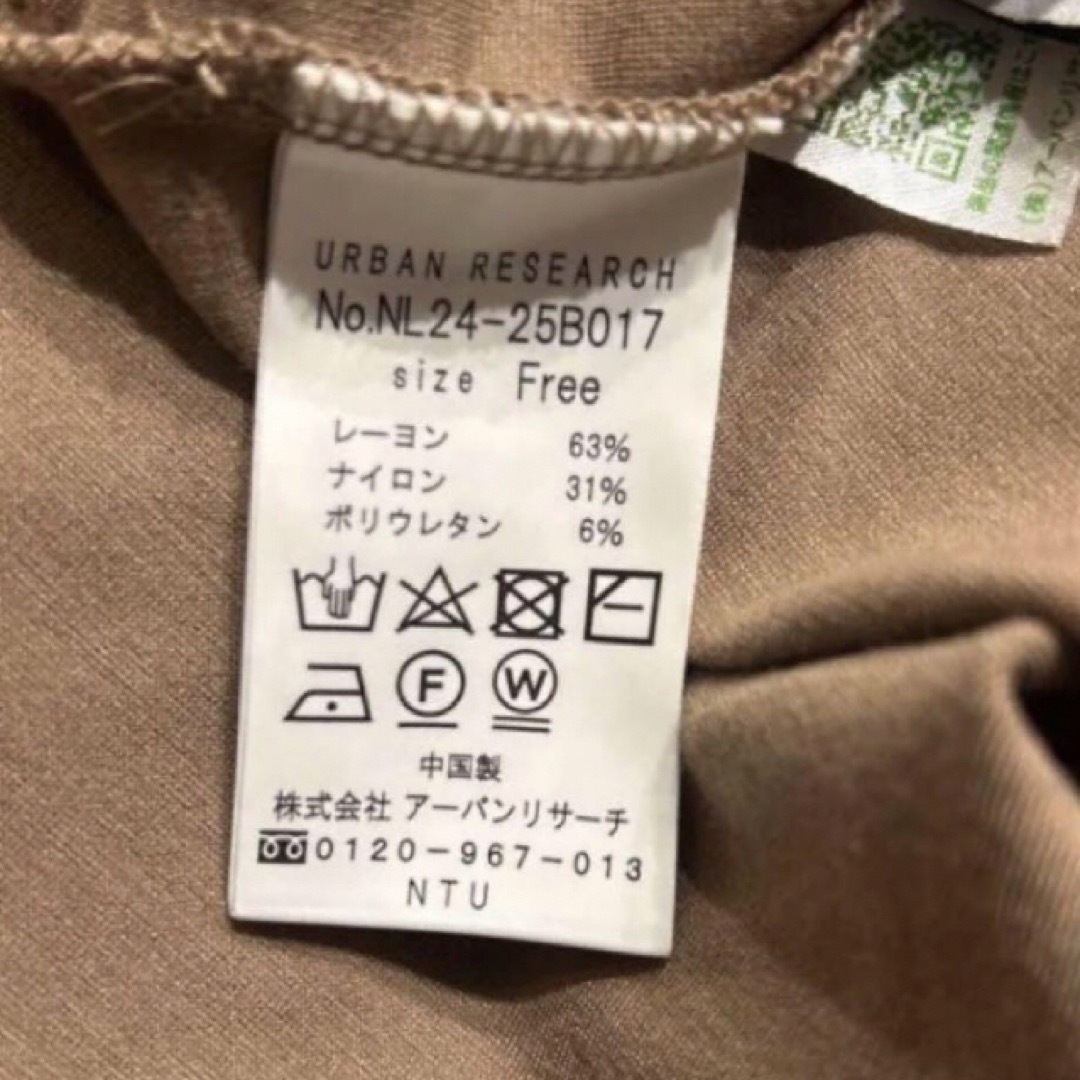 URBAN RESEARCH
No.NL24-25B017
size Free
レーヨン 63%
ナイロン 31%
ポリウレタン 6%
F W
中国製
株式会社 アーバンリサーチ
0120-967-013
NTU